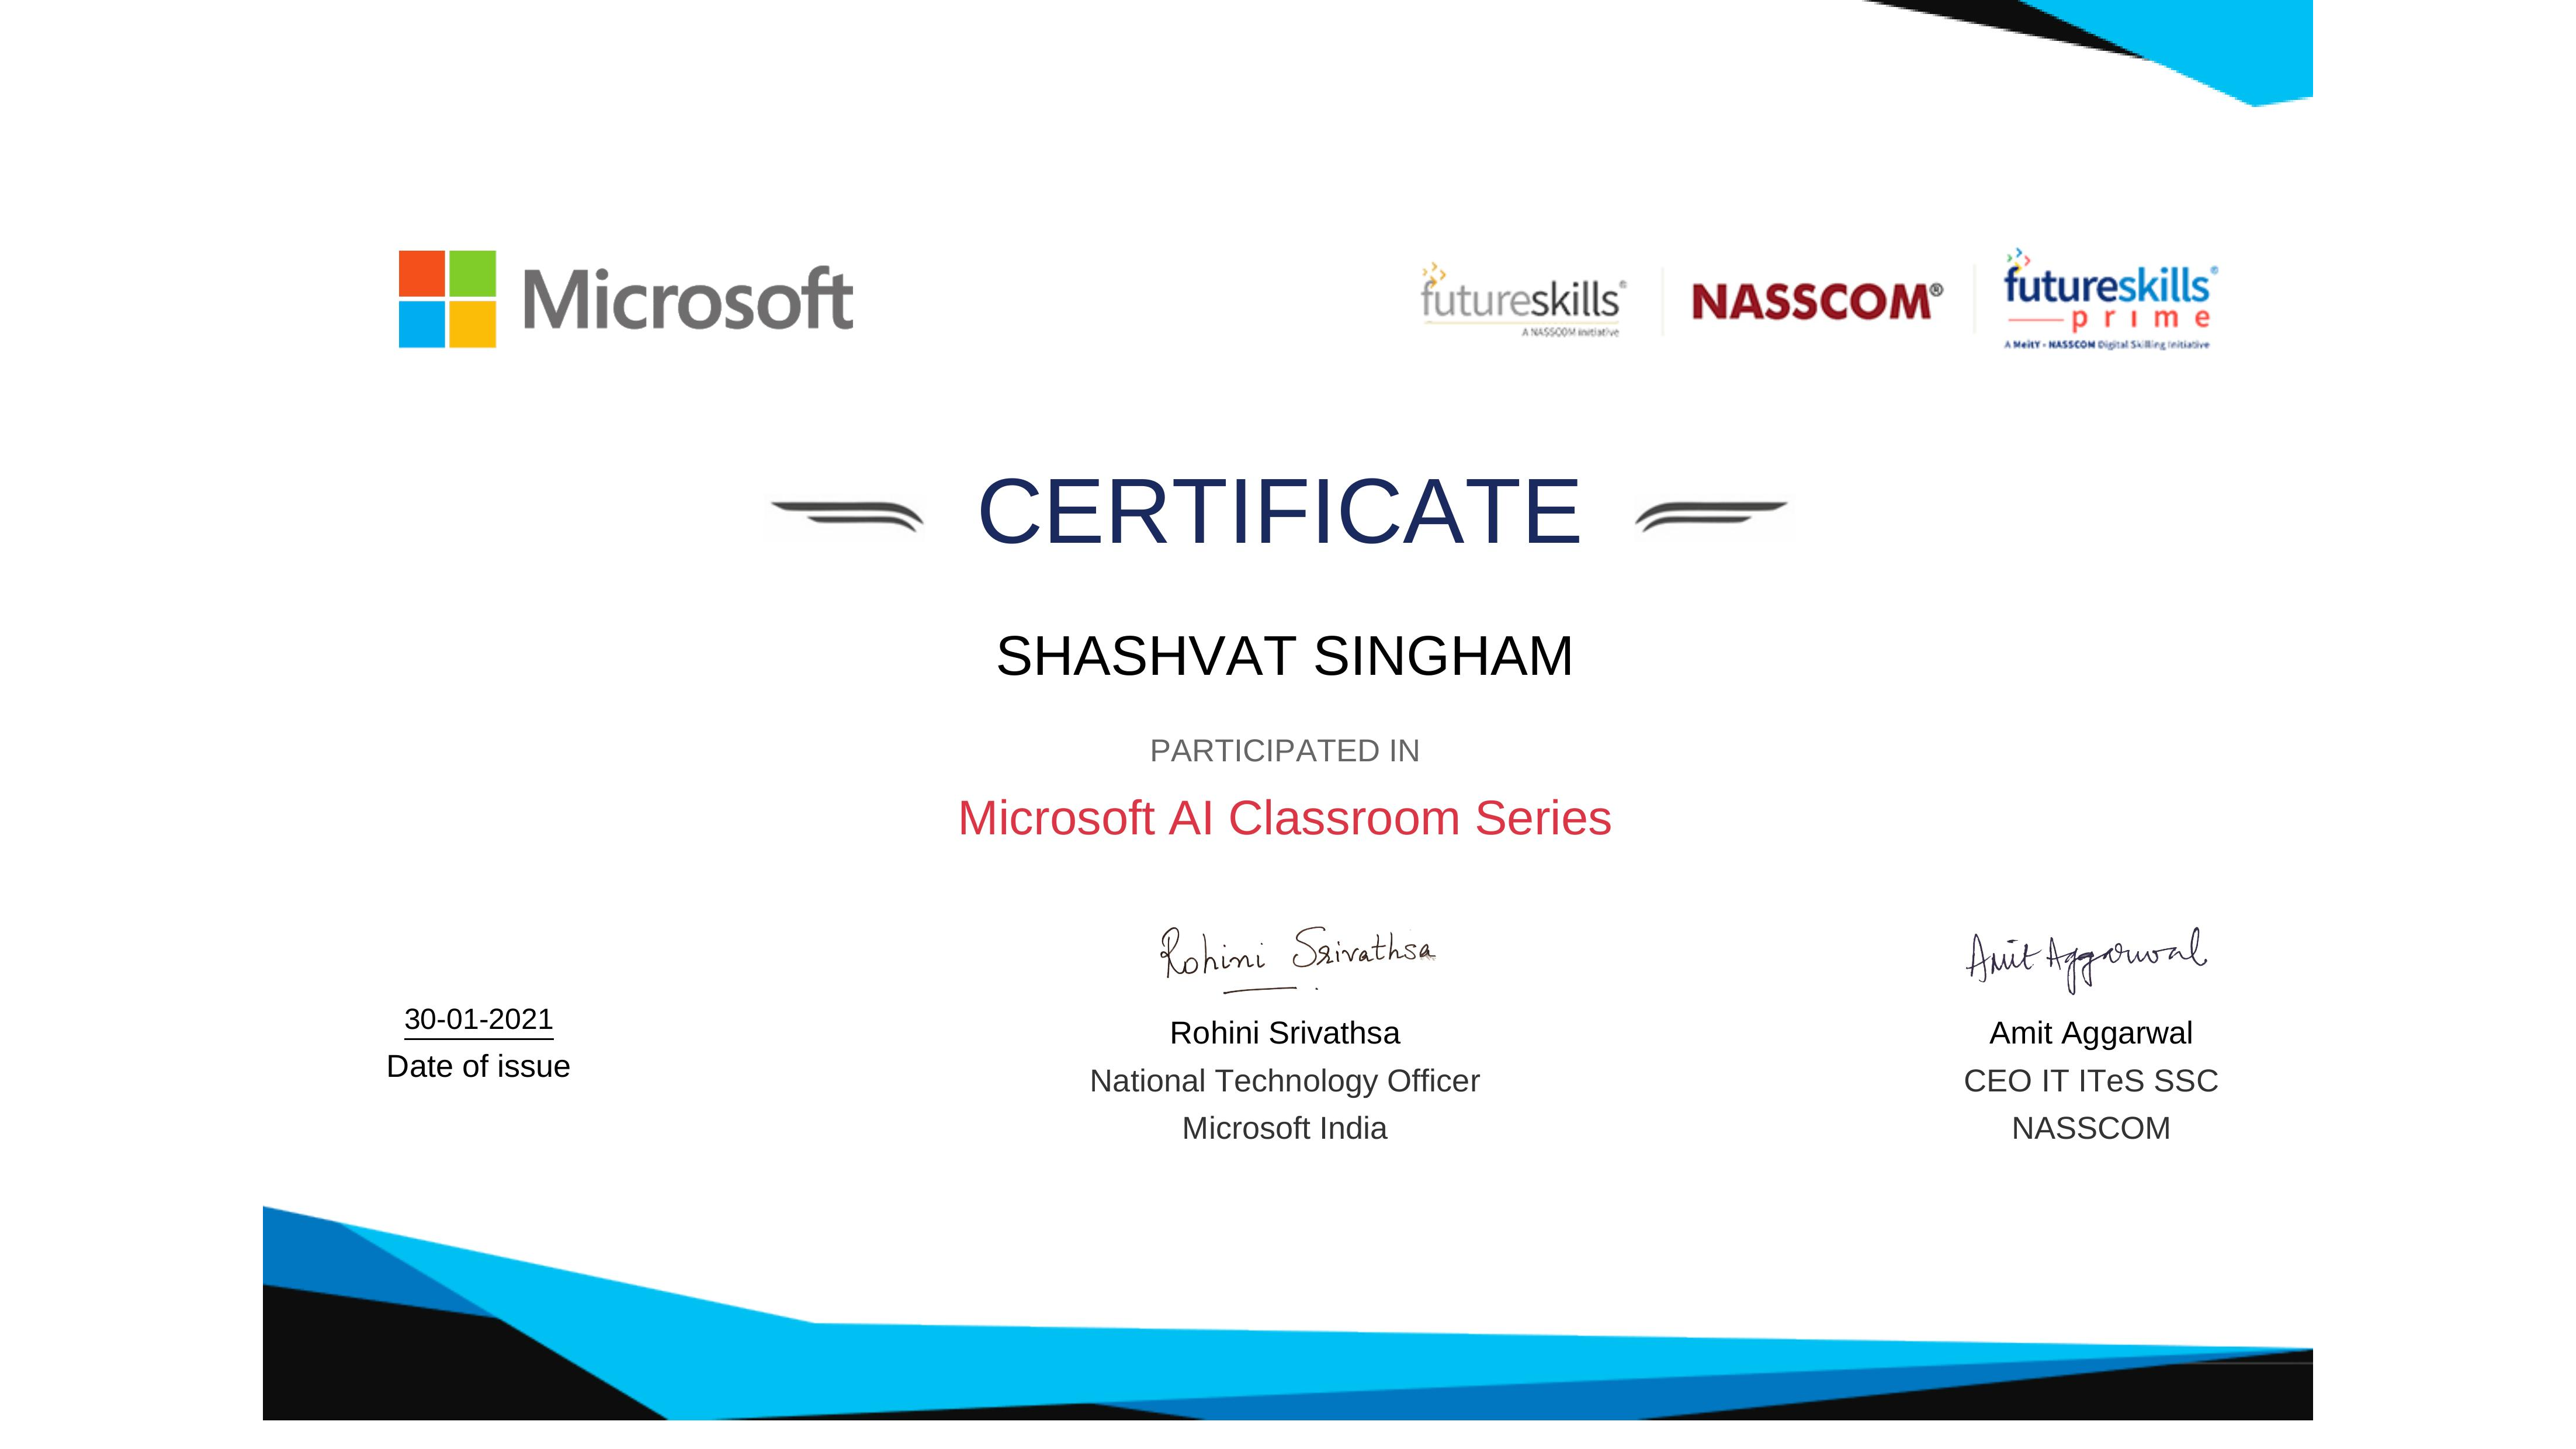 Microsoft
futureskills®
A NASSCOM Initiative
NASSCOM®
futureskills®
prime
A MeitY - NASSCOM Digital Skilling Initiative
CERTIFICATE
SHASHVAT SINGHAM
PARTICIPATED IN
Microsoft AI Classroom Series
Rohini Srivathsa
Amit Aggarwal
30-01-2021
Date of issue
Rohini Srivathsa
National Technology Officer
Microsoft India
Amit Aggarwal
CEO IT ITeS SSC
NASSCOM